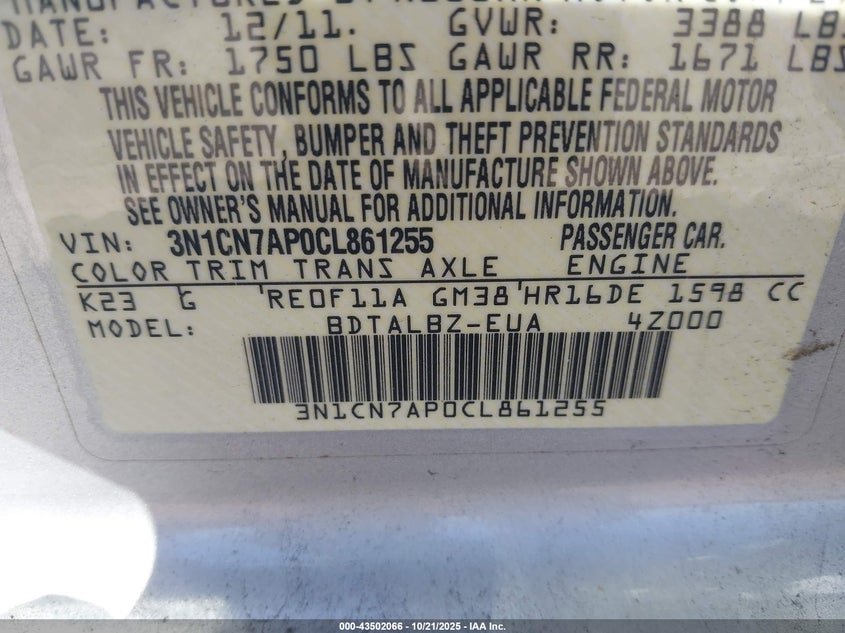 DATE: 12/11. GVWR: 3388 LBS
GAWR FR: 1750 LBS GAWR RR: 1671 LBS
THIS VEHICLE CONFORMS TO ALL APPLICABLE FEDERAL MOTOR
VEHICLE SAFETY, BUMPER AND THEFT PREVENTION STANDARDS
IN EFFECT ON THE DATE OF MANUFACTURE SHOWN ABOVE.
SEE OWNER'S MANUAL FOR ADDITIONAL INFORMATION.
VIN: 3N1CN7AP0CL861255 PASSENGER CAR.
COLOR TRIM TRANS AXLE ENGINE
K23 G RE0F11A GM38 HR16DE 1598 CC
MODEL: BDTALBZ-EUA 4Z000
3N1CN7AP0CL861255
000-43502066 - 10/21/2025 - IAA Inc.